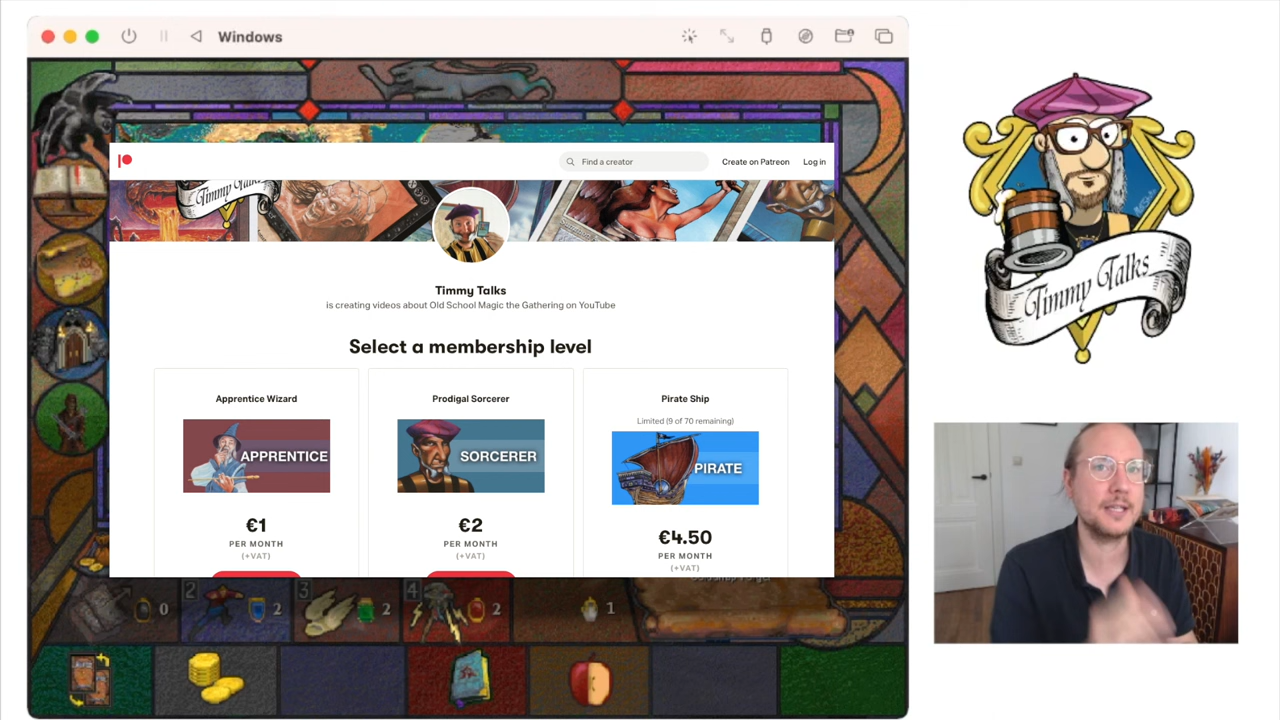 Windows
Find a creator
Create on Patreon
Log in
Timmy Talks
Timmy Talks
is creating videos about Old School Magic the Gathering on YouTube
Select a membership level
Apprentice Wizard
Prodigal Sorcerer
Pirate Ship
Limited (9 of 70 remaining)
APPRENTICE
SORCERER
PIRATE
€1
PER MONTH
(+VAT)
€2
PER MONTH
(+VAT)
€4.50
PER MONTH
(+VAT)
0
2
2
3
2
4
2
1
Timmy Talks